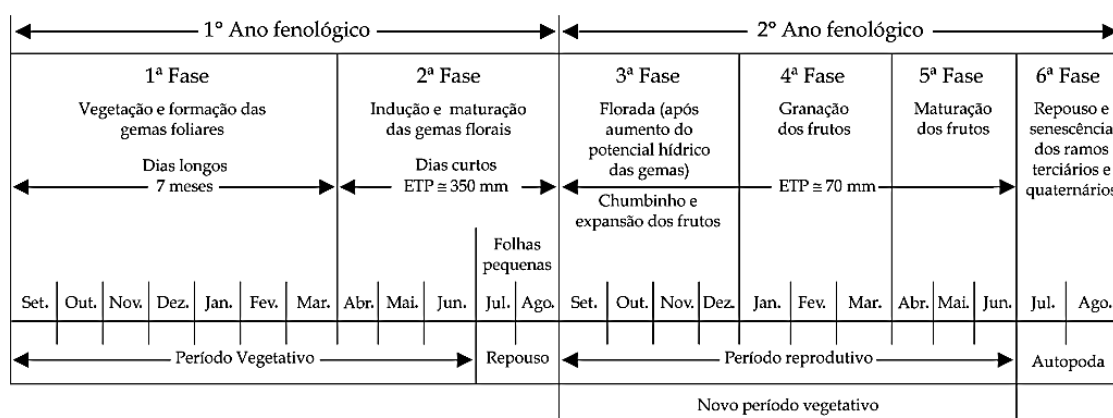 1º Ano fenológico
2º Ano fenológico
1ª Fase
Vegetação e formação das
gemas foliares
Dias longos
7 meses
2ª Fase
Indução e maturação
das gemas florais
Dias curtos
ETP ≅ 350 mm
Folhas
pequenas
3ª Fase
Florada (após
aumento do
potencial hídrico
das gemas)
Chumbinho e
expansão dos frutos
4ª Fase
Granação
dos frutos
ETP ≅ 70 mm
5ª Fase
Maturação
dos frutos
6ª Fase
Repouso e
senescência
dos ramos
terciários e
quaternários
Set. Out. Nov. Dez. Jan. Fev. Mar. Abr. Mai. Jun. Jul. Ago. Set. Out. Nov. Dez. Jan. Fev. Mar. Abr. Mai. Jun. Jul. Ago.
Período Vegetativo Repouso Período reprodutivo Autopoda
Novo período vegetativo